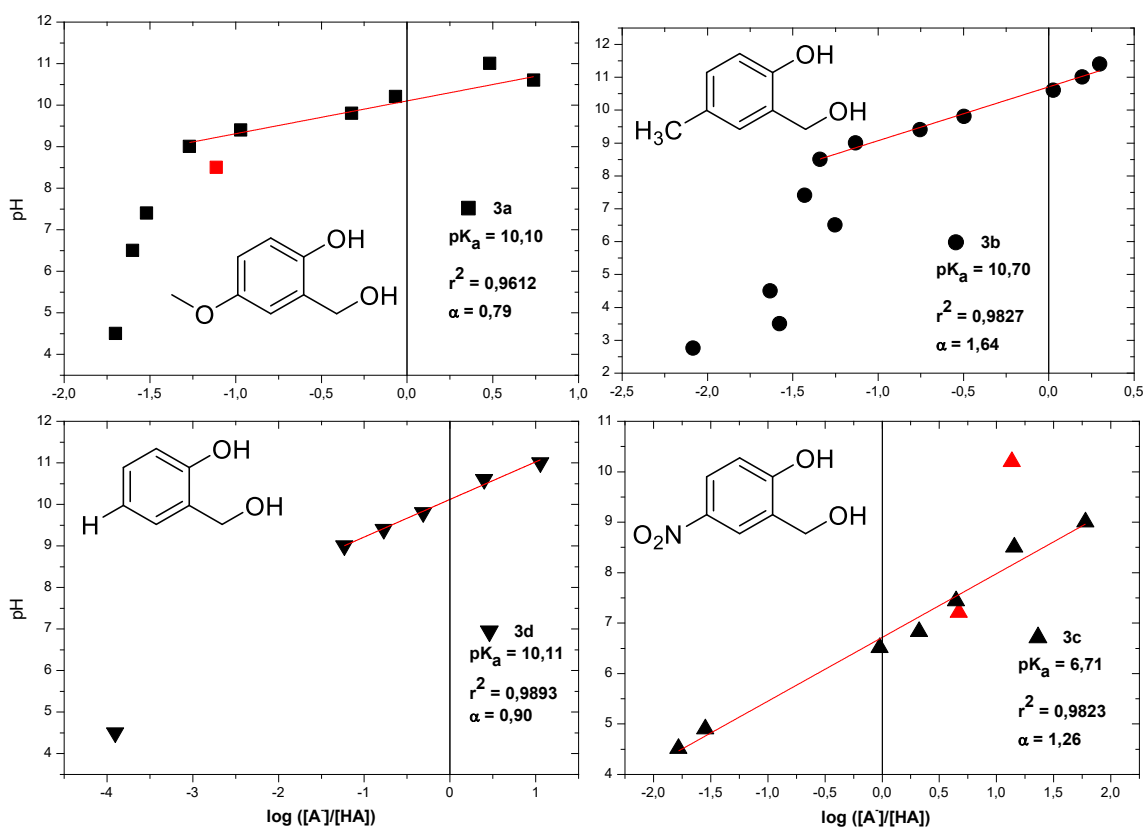 12
11
10
9
8
7
6
5
4
pH
-2,0 -1,5 -1,0 -0,5 0,0 0,5 1,0
OH
OH
O
3a
pKa = 10,10
r² = 0,9612
α = 0,79
12
11
10
9
8
7
6
5
4
3
2
-2,5 -2,0 -1,5 -1,0 -0,5 0,0 0,5
OH
OH
H₃C
3b
pKa = 10,70
r² = 0,9827
α = 1,64
12
11
10
9
8
7
6
5
4
pH
-4 -3 -2 -1 0 1
log ([A⁻]/[HA])
OH
OH
H
3d
pKa = 10,11
r² = 0,9893
α = 0,90
11
10
9
8
7
6
5
4
-2,0 -1,5 -1,0 -0,5 0,0 0,5 1,0 1,5 2,0
log ([A⁻]/[HA])
OH
OH
O₂N
3c
pKa = 6,71
r² = 0,9823
α = 1,26